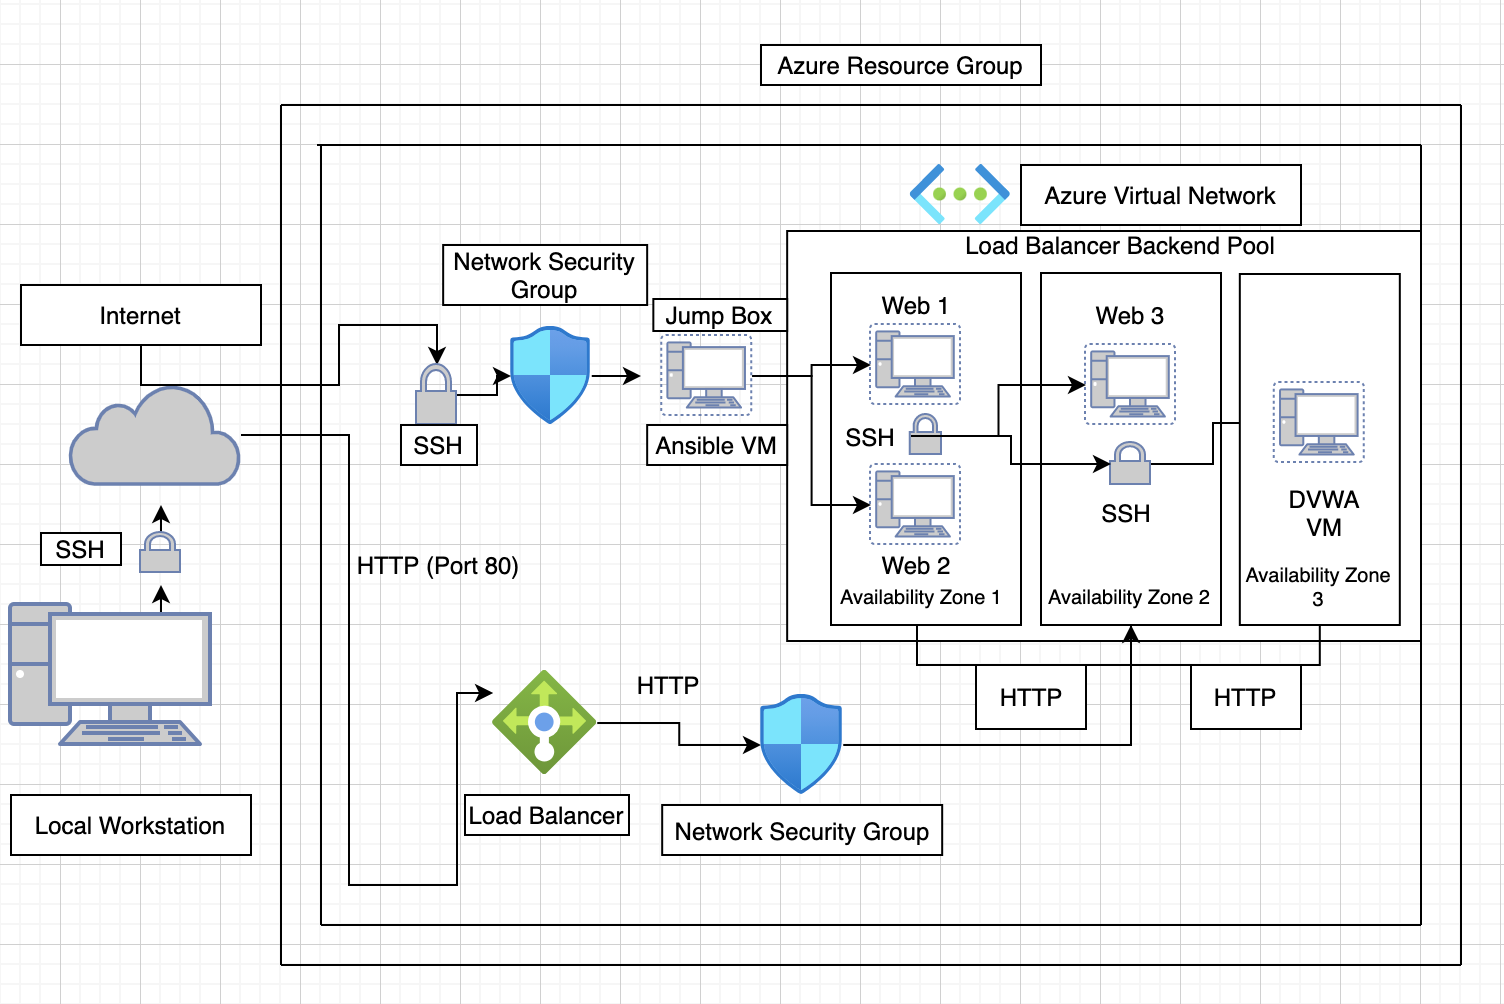 Azure Resource Group
Azure Virtual Network
Load Balancer Backend Pool
Network Security
Group
Internet
Jump Box
Web 1
Web 3
SSH
Ansible VM
SSH
SSH
DVWA
VM
SSH
HTTP (Port 80)
Web 2
Availability Zone 1
Availability Zone 2
Availability Zone
3
HTTP
HTTP
HTTP
Load Balancer
Network Security Group
Local Workstation